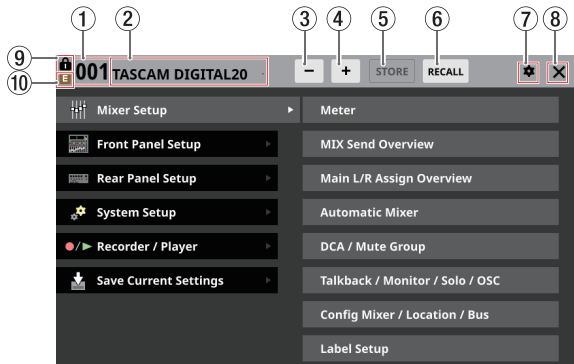 ① ② ③ ④ ⑤ ⑥ ⑦ ⑧
⑨ ⑩
E 001 TASCAM DIGITAL20 - + STORE RECALL
Mixer Setup
Front Panel Setup
Rear Panel Setup
System Setup
Recorder / Player
Save Current Settings
Meter
MIX Send Overview
Main L/R Assign Overview
Automatic Mixer
DCA / Mute Group
Talkback / Monitor / Solo / OSC
Config Mixer / Location / Bus
Label Setup